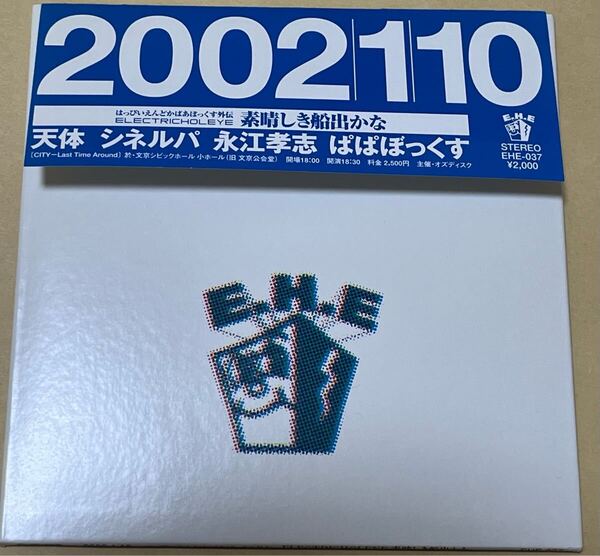 2002|1|10
はっぴいえんどかばあぼっくす外伝
ELECTRICHOLEYE 素晴しき船出かな
天体 シネルパ 永江孝志 ぱぱぼっくす
〔CITY—Last Time Around〕於・文京シビックホール 小ホール(旧 文京公会堂) 開場18:00 開演18:30 料金 2,500円 主催・オズディスク
E.H.E
STEREO
EHE-037
¥2,000
E.H.E